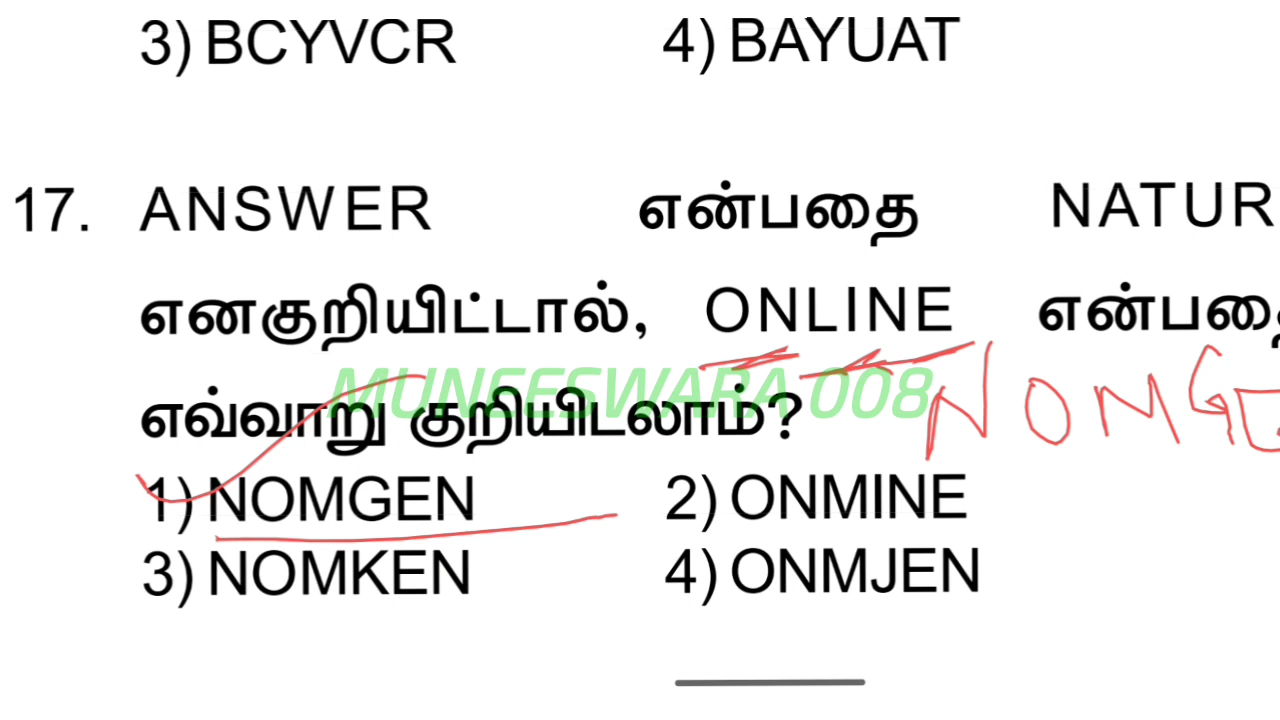 3) BCYVCR 4) BAYUAT
17. ANSWER என்பதை NATUR
எனகுறியிட்டால், ONLINE என்பதை
MUNEESWARA 008
எவ்வாறு குறியிடலாம்? NOMGE
1) NOMGEN 2) ONMINE
3) NOMKEN 4) ONMJEN